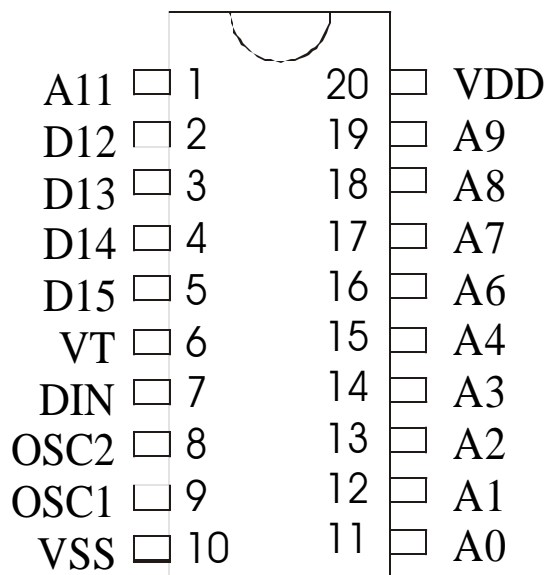 A11 1 20 VDD
D12 2 19 A9
D13 3 18 A8
D14 4 17 A7
D15 5 16 A6
VT 6 15 A4
DIN 7 14 A3
OSC2 8 13 A2
OSC1 9 12 A1
VSS 10 11 A0